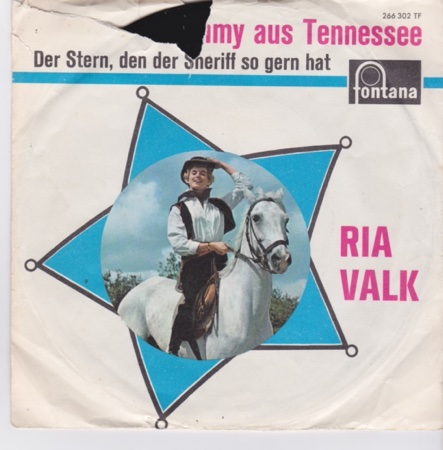 266 302 TF
my aus Tennessee
Der Stern, den der Sheriff so gern hat
fontana
RIA
VALK